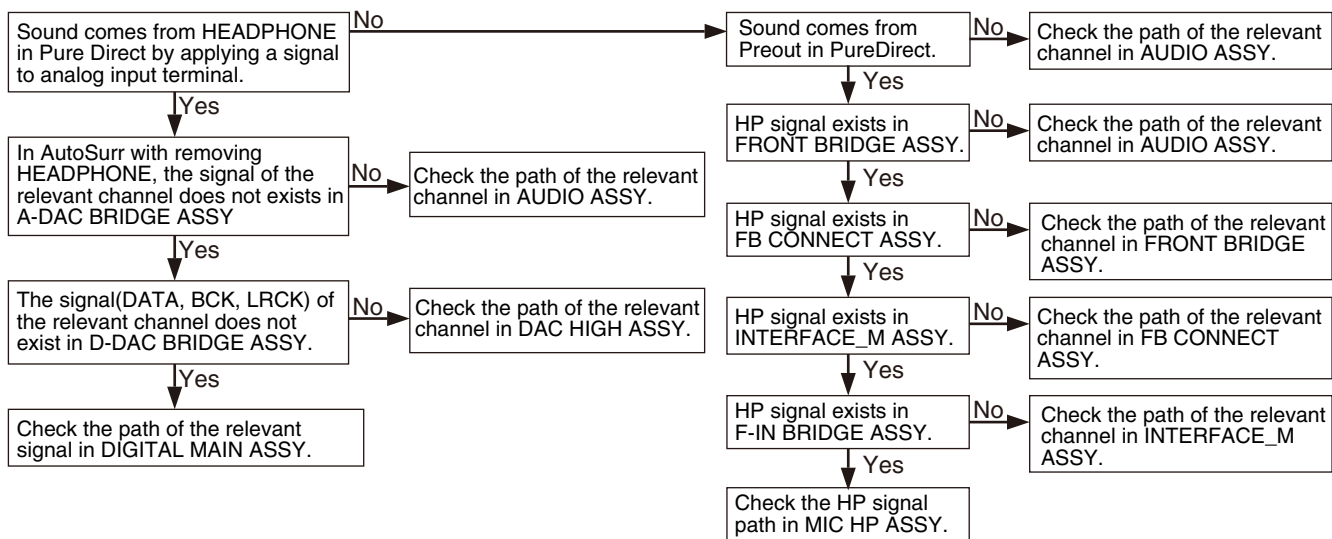 Sound comes from HEADPHONE
in Pure Direct by applying a signal
to analog input terminal.
No
Yes
In AutoSurr with removing
HEADPHONE, the signal of the
relevant channel does not exists in
A-DAC BRIDGE ASSY
No
Check the path of the relevant
channel in AUDIO ASSY.
Yes
The signal(DATA, BCK, LRCK) of
the relevant channel does not
exist in D-DAC BRIDGE ASSY.
No
Check the path of the relevant
channel in DAC HIGH ASSY.
Yes
Check the path of the relevant
signal in DIGITAL MAIN ASSY.
Sound comes from
Preout in PureDirect.
No
Check the path of the relevant
channel in AUDIO ASSY.
Yes
HP signal exists in
FRONT BRIDGE ASSY.
No
Check the path of the relevant
channel in AUDIO ASSY.
Yes
HP signal exists in
FB CONNECT ASSY.
No
Check the path of the relevant
channel in FRONT BRIDGE
ASSY.
Yes
HP signal exists in
INTERFACE_M ASSY.
No
Check the path of the relevant
channel in FB CONNECT
ASSY.
Yes
HP signal exists in
F-IN BRIDGE ASSY.
No
Check the path of the relevant
channel in INTERFACE_M
ASSY.
Yes
Check the HP signal
path in MIC HP ASSY.